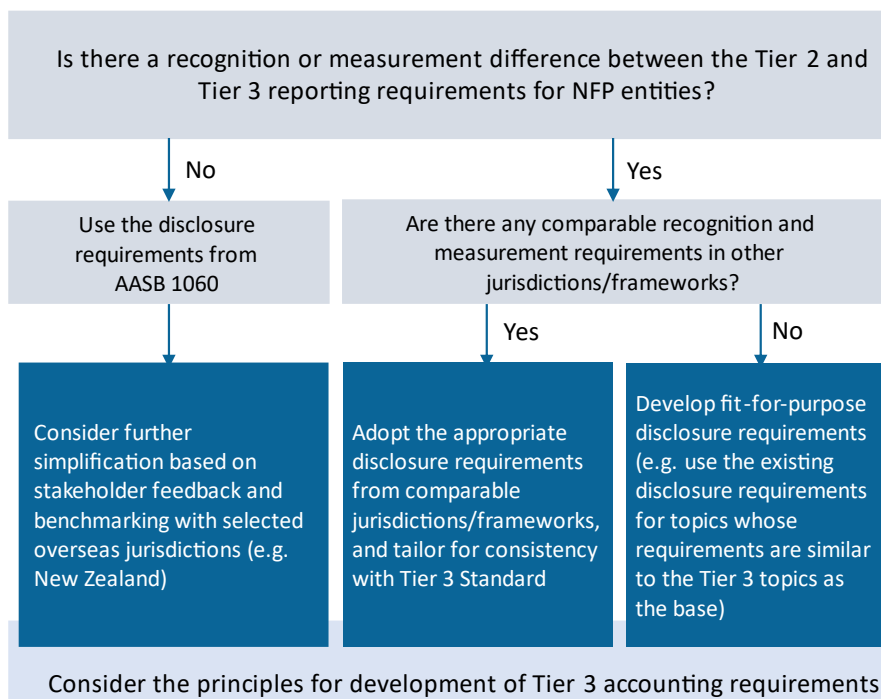 Is there a recognition or measurement difference between the Tier 2 and
Tier 3 reporting requirements for NFP entities?
No
Yes
Use the disclosure
requirements from
AASB 1060
Are there any comparable recognition and
measurement requirements in other
jurisdictions/frameworks?
Yes
No
Consider further
simplification based on
stakeholder feedback and
benchmarking with selected
overseas jurisdictions (e.g.
New Zealand)
Adopt the appropriate
disclosure requirements
from comparable
jurisdictions/frameworks,
and tailor for consistency
with Tier 3 Standard
Develop fit-for-purpose
disclosure requirements
(e.g. use the existing
disclosure requirements
for topics whose
requirements are similar
to the Tier 3 topics as
the base)
Consider the principles for development of Tier 3 accounting requirements